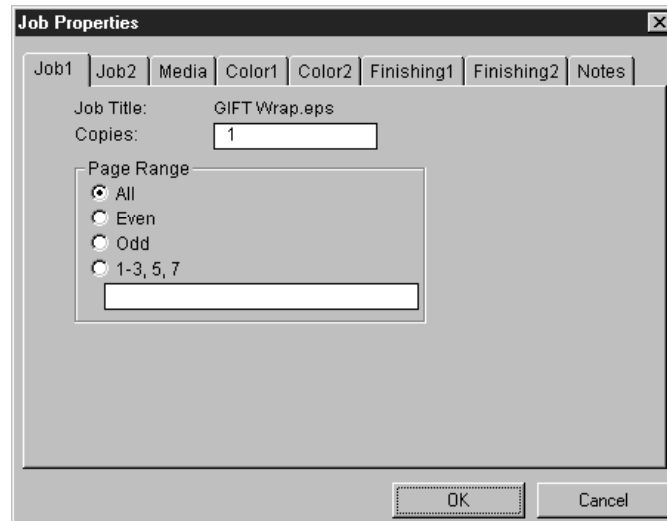 Job Properties
Job1 Job2 Media Color1 Color2 Finishing1 Finishing2 Notes
Job Title: GIFT Wrap.eps
Copies: 1
Page Range
All
Even
Odd
1-3, 5, 7
OK Cancel